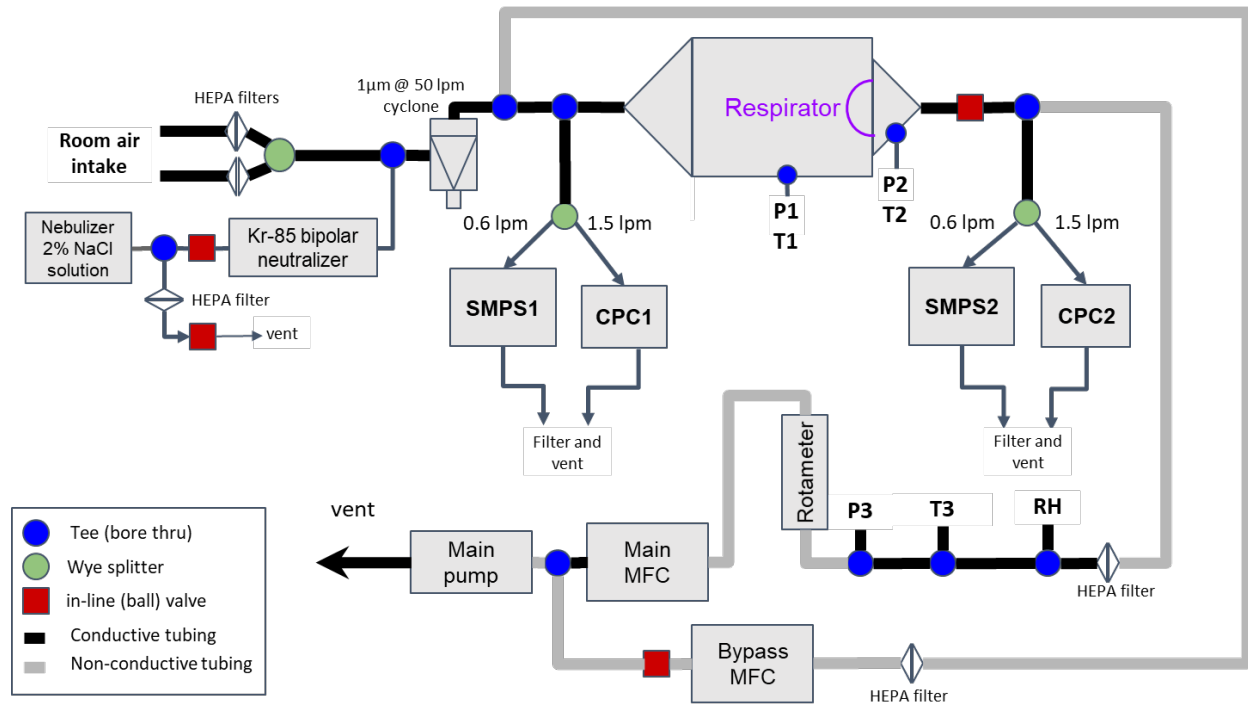 1µm @ 50 lpm
cyclone
HEPA filters
Room air
intake
Respirator
P1
T1
P2
T2
Nebulizer
2% NaCl
solution
Kr-85 bipolar
neutralizer
HEPA filter
vent
0.6 lpm
1.5 lpm
SMPS1
CPC1
Filter and
vent
0.6 lpm
1.5 lpm
SMPS2
CPC2
Filter and
vent
Rotameter
P3
T3
RH
HEPA filter
vent
Main
pump
Main
MFC
Bypass
MFC
HEPA filter
Tee (bore thru)
Wye splitter
in-line (ball) valve
Conductive tubing
Non-conductive tubing